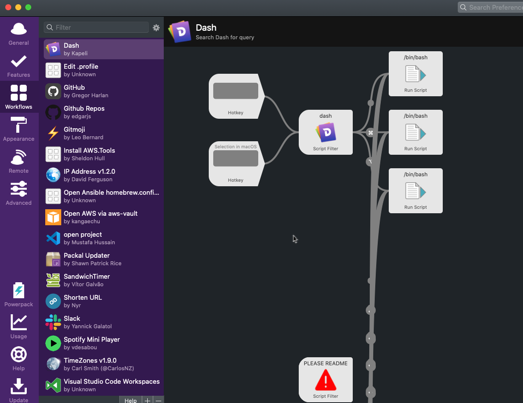 Search Preferenc
General
Features
Workflows
Appearance
Remote
Advanced
Powerpack
Usage
Help
Update
Filter
Dash
by Kapeli
Edit .profile
by Unknown
GitHub
by Gregor Harlan
Github Repos
by edgarjs
Gitmoji
by Leo Bernard
Install AWS.Tools
by Sheldon Hull
IP Address v1.2.0
by David Ferguson
Open Ansible homebrew.confi...
by Unknown
Open AWS via aws-vault
by kangaechu
open project
by Mustafa Hussain
Packal Updater
by Shawn Patrick Rice
SandwichTimer
by Vítor Galvão
Shorten URL
by Nyr
Slack
by Yannick Galatol
Spotify Mini Player
by vdesabou
TimeZones v1.9.0
by Carl Smith (@CarlosNZ)
Visual Studio Code Workspaces
by Unknown
Help + −
Dash
Search Dash for query
Hotkey
Selection in macOS
Hotkey
dash
Script Filter
/bin/bash
Run Script
/bin/bash
Run Script
/bin/bash
Run Script
PLEASE README
Script Filter